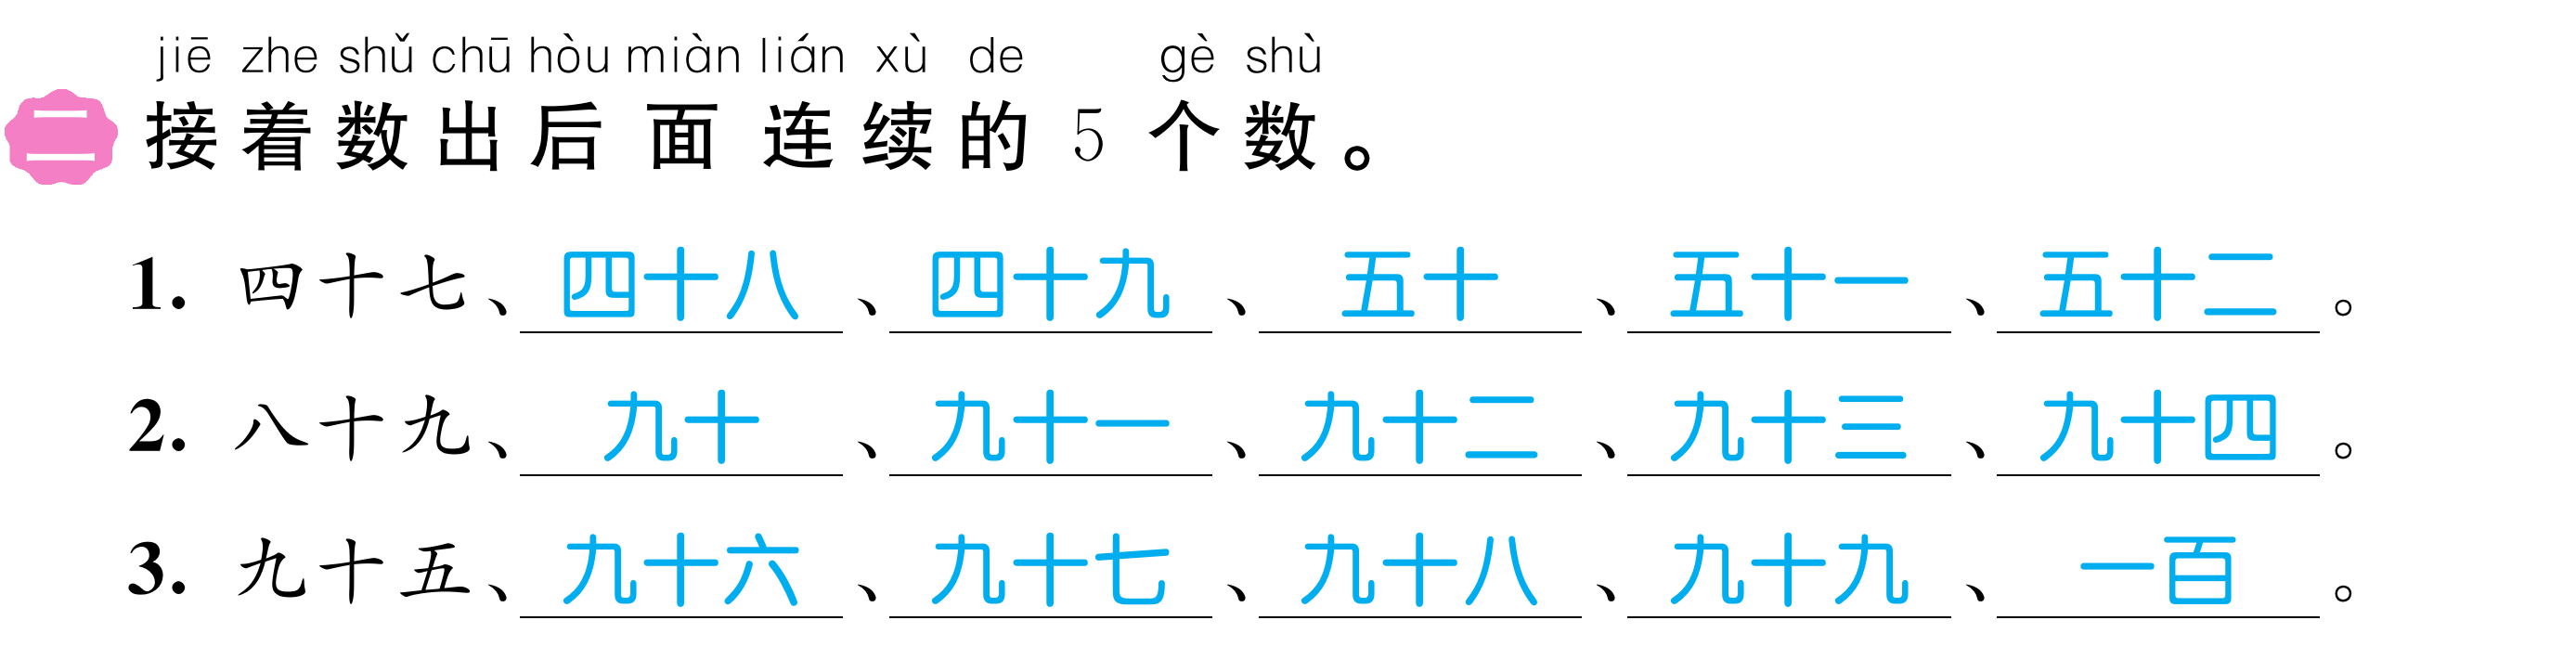 jiē zhe shǔ chū hòu miàn lián xù de gè shù
二 接着数出后面连续的 5 个数。
1. 四十七、四十八、四十九、五十、五十一、五十二。
2. 八十九、九十、九十一、九十二、九十三、九十四。
3. 九十五、九十六、九十七、九十八、九十九、一百。